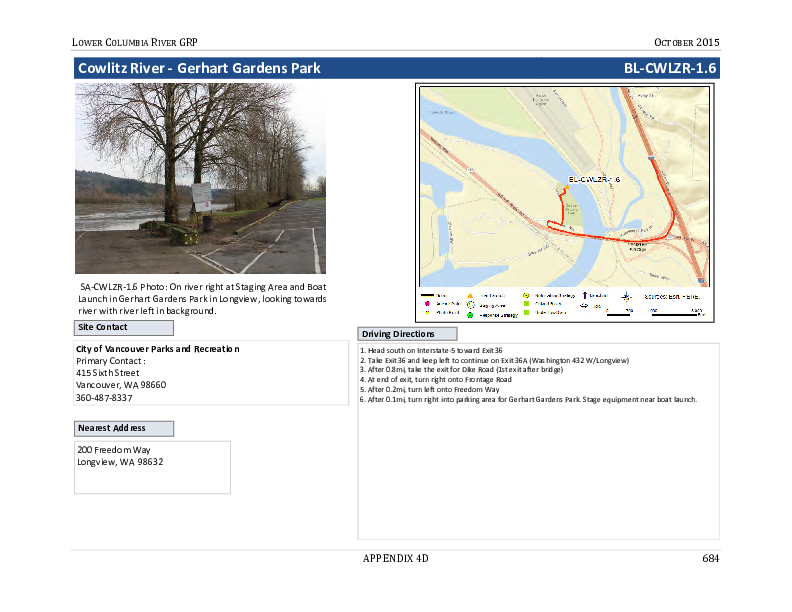 LOWER COLUMBIA RIVER GRP
OCTOBER 2015
Cowlitz River - Gerhart Gardens Park
BL-CWLZR-1.6
BL-CWLZR-1.6
Sources: Esri, HERE,
SA-CWLZR-1.6 Photo: On river right at Staging Area and Boat
Launch in Gerhart Gardens Park in Longview, looking towards
river with river left in background.
Site Contact
City of Vancouver Parks and Recreation
Primary Contact:
415 Sixth Street
Vancouver, WA 98660
360-487-8337
Nearest Address
200 Freedom Way
Longview, WA 98632
Driving Directions
1. Head south on Interstate-5 toward Exit 36
2. Take Exit 36 and keep left to continue on Exit 36A (Washington 432 W/Longview)
3. After 0.8mi, take the exit for Dike Road (1st exit after bridge)
4. At end of exit, turn right onto Frontage Road
5. After 0.2mi, turn left onto Freedom Way
6. After 0.1mi, turn right into parking area for Gerhart Gardens Park. Stage equipment near boat launch.
APPENDIX 4D
684